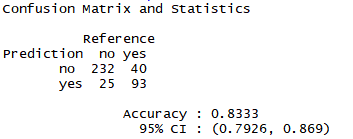 Confusion Matrix and Statistics
Reference
Prediction no yes
no 232 40
yes 25 93
Accuracy : 0.8333
95% CI : (0.7926, 0.869)